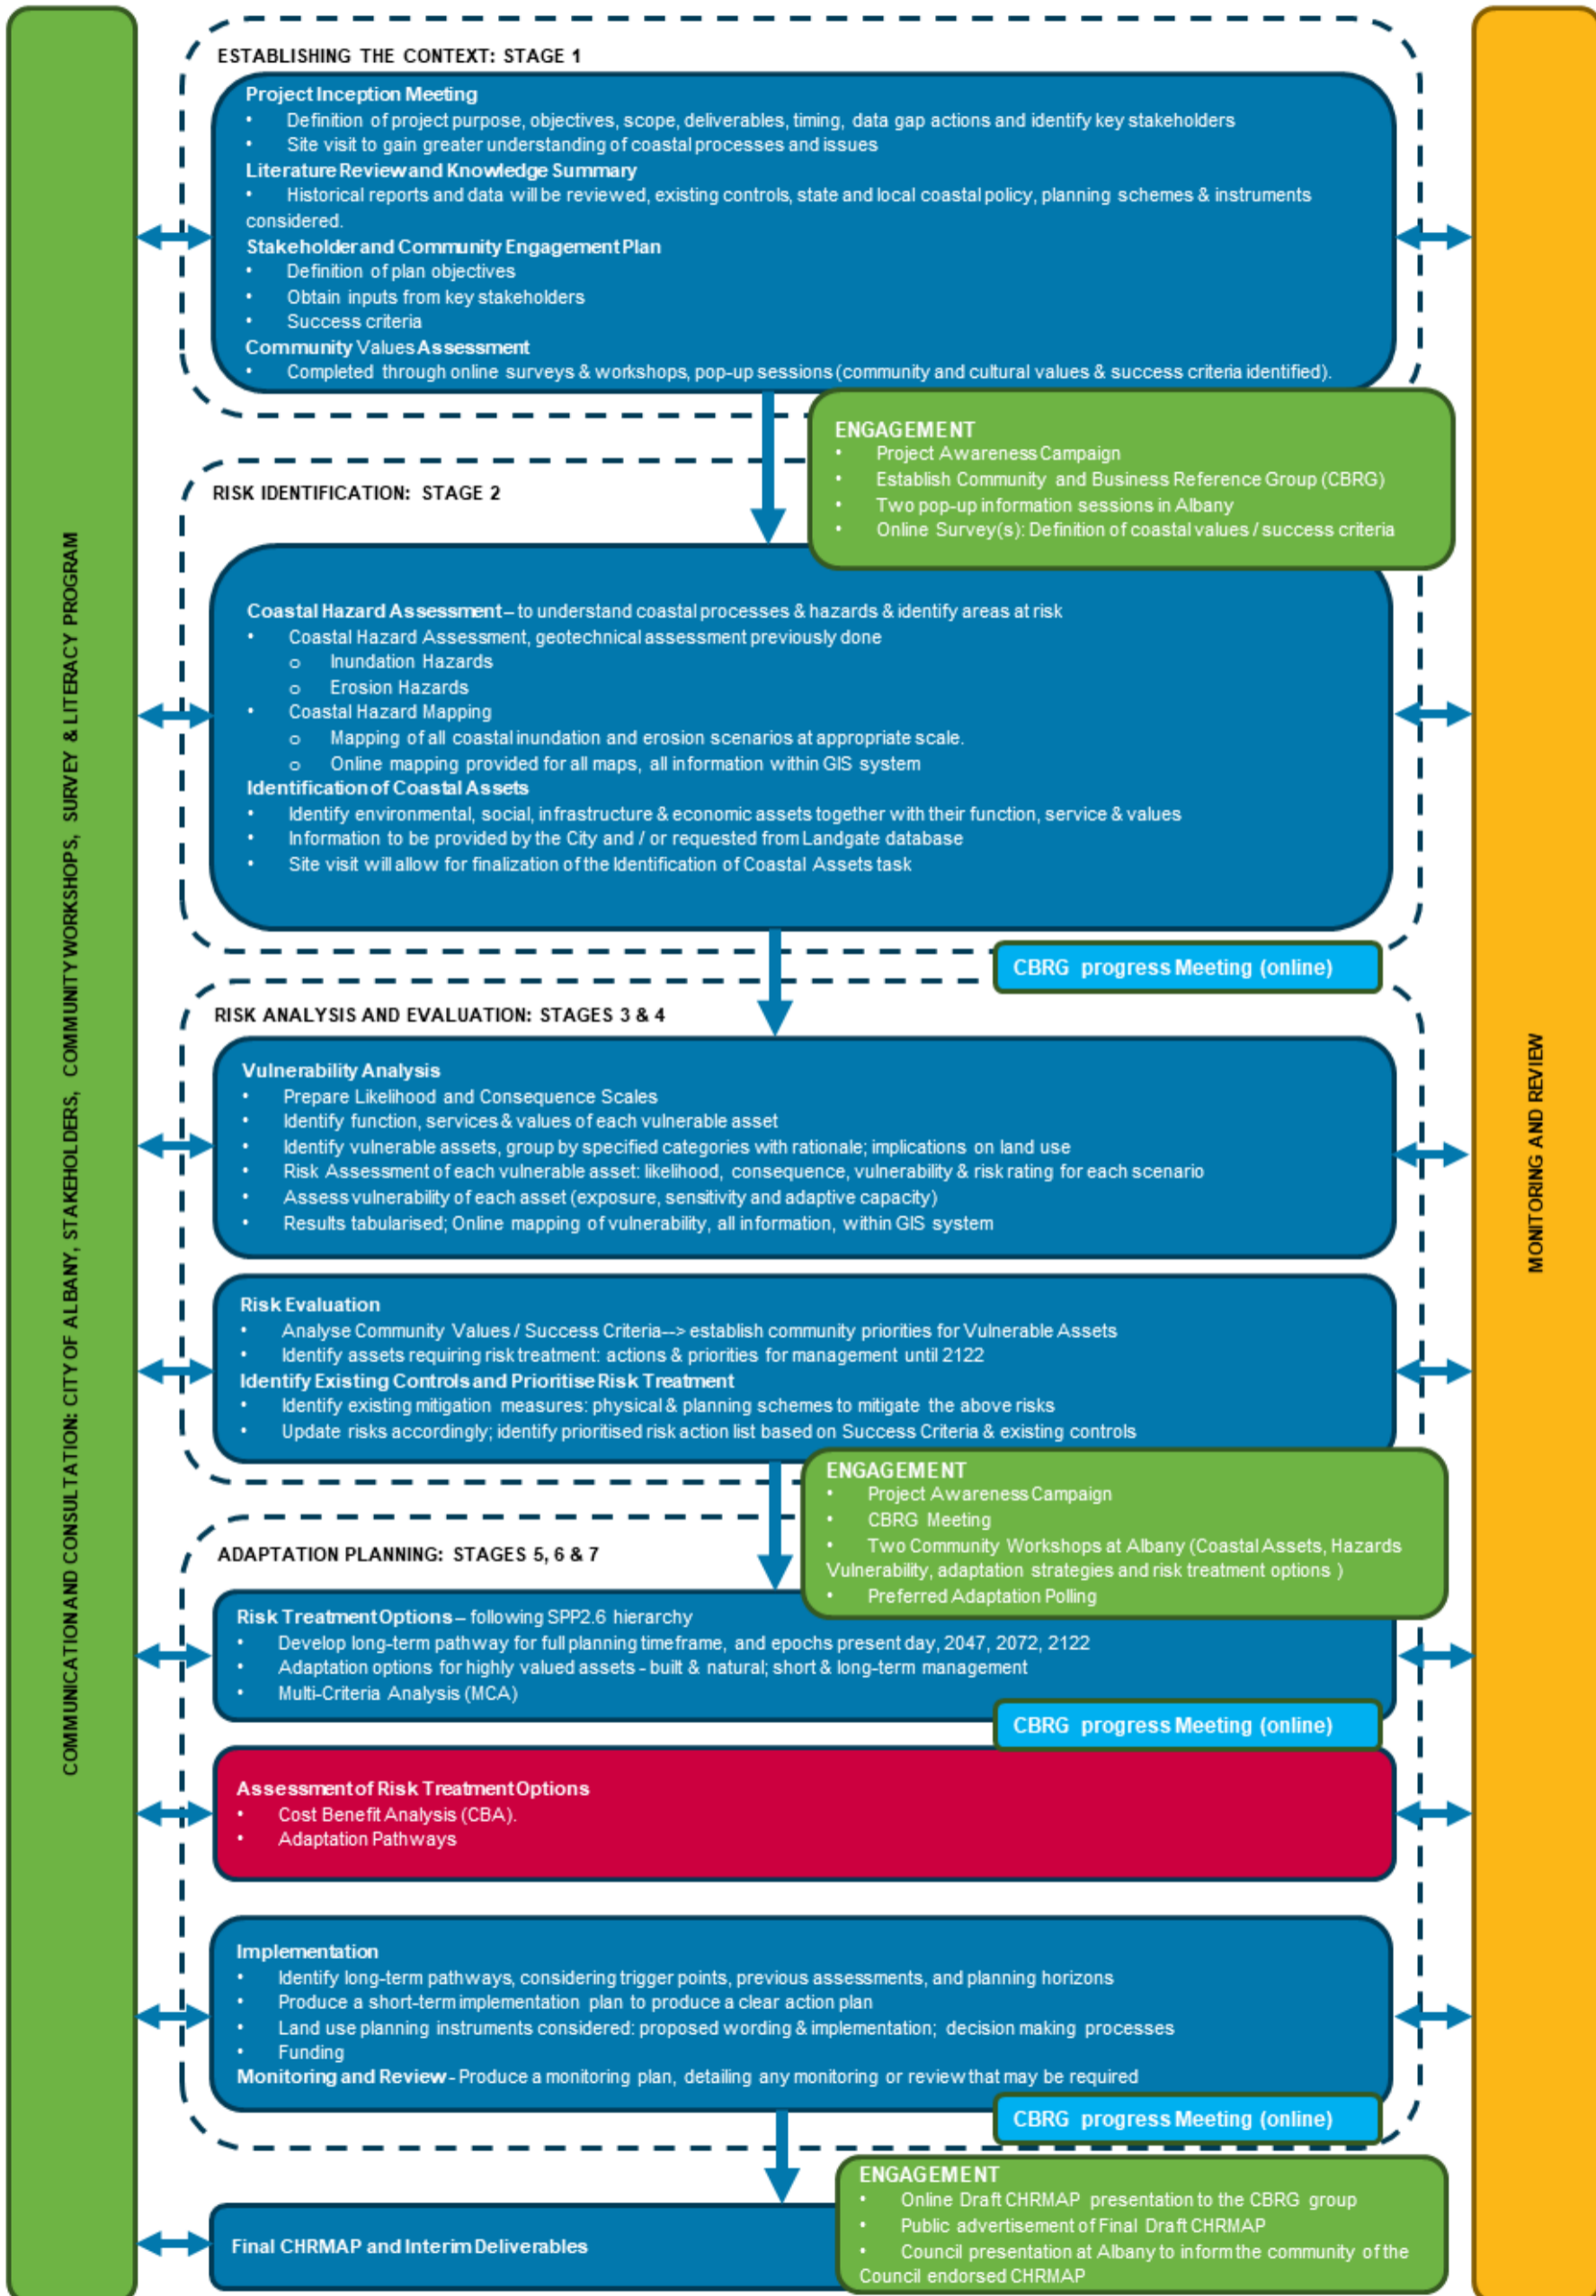 COMMUNICATION AND CONSULTATION: CITY OF ALBANY, STAKEHOLDERS, COMMUNITY WORKSHOPS, SURVEY & LITERACY PROGRAM
ESTABLISHING THE CONTEXT: STAGE 1
Project Inception Meeting
• Definition of project purpose, objectives, scope, deliverables, timing, data gap actions and identify key stakeholders
• Site visit to gain greater understanding of coastal processes and issues
Literature Review and Knowledge Summary
• Historical reports and data will be reviewed, existing controls, state and local coastal policy, planning schemes & instruments
considered.
Stakeholder and Community Engagement Plan
• Definition of plan objectives
• Obtain inputs from key stakeholders
• Success criteria
Community Values Assessment
• Completed through online surveys & workshops, pop-up sessions (community and cultural values & success criteria identified).
ENGAGEMENT
• Project Awareness Campaign
• Establish Community and Business Reference Group (CBRG)
• Two pop-up information sessions in Albany
• Online Survey(s): Definition of coastal values / success criteria
RISK IDENTIFICATION: STAGE 2
Coastal Hazard Assessment – to understand coastal processes & hazards & identify areas at risk
• Coastal Hazard Assessment, geotechnical assessment previously done
o Inundation Hazards
o Erosion Hazards
• Coastal Hazard Mapping
o Mapping of all coastal inundation and erosion scenarios at appropriate scale.
o Online mapping provided for all maps, all information within GIS system
Identification of Coastal Assets
• Identify environmental, social, infrastructure & economic assets together with their function, service & values
• Information to be provided by the City and / or requested from Landgate database
• Site visit will allow for finalization of the Identification of Coastal Assets task
CBRG progress Meeting (online)
RISK ANALYSIS AND EVALUATION: STAGES 3 & 4
Vulnerability Analysis
• Prepare Likelihood and Consequence Scales
• Identify function, services & values of each vulnerable asset
• Identify vulnerable assets, group by specified categories with rationale; implications on land use
• Risk Assessment of each vulnerable asset: likelihood, consequence, vulnerability & risk rating for each scenario
• Assess vulnerability of each asset (exposure, sensitivity and adaptive capacity)
• Results tabularised; Online mapping of vulnerability, all information, within GIS system
Risk Evaluation
• Analyse Community Values / Success Criteria--> establish community priorities for Vulnerable Assets
• Identify assets requiring risk treatment: actions & priorities for management until 2122
Identify Existing Controls and Prioritise Risk Treatment
• Identify existing mitigation measures: physical & planning schemes to mitigate the above risks
• Update risks accordingly; identify prioritised risk action list based on Success Criteria & existing controls
ENGAGEMENT
• Project Awareness Campaign
• CBRG Meeting
• Two Community Workshops at Albany (Coastal Assets, Hazards
Vulnerability, adaptation strategies and risk treatment options )
• Preferred Adaptation Polling
ADAPTATION PLANNING: STAGES 5, 6 & 7
Risk Treatment Options – following SPP2.6 hierarchy
• Develop long-term pathway for full planning timeframe, and epochs present day, 2047, 2072, 2122
• Adaptation options for highly valued assets - built & natural; short & long-term management
• Multi-Criteria Analysis (MCA)
CBRG progress Meeting (online)
Assessment of Risk Treatment Options
• Cost Benefit Analysis (CBA).
• Adaptation Pathways
Implementation
• Identify long-term pathways, considering trigger points, previous assessments, and planning horizons
• Produce a short-term implementation plan to produce a clear action plan
• Land use planning instruments considered: proposed wording & implementation; decision making processes
• Funding
Monitoring and Review - Produce a monitoring plan, detailing any monitoring or review that may be required
CBRG progress Meeting (online)
ENGAGEMENT
• Online Draft CHRMAP presentation to the CBRG group
• Public advertisement of Final Draft CHRMAP
• Council presentation at Albany to inform the community of the
Council endorsed CHRMAP
Final CHRMAP and Interim Deliverables
MONITORING AND REVIEW